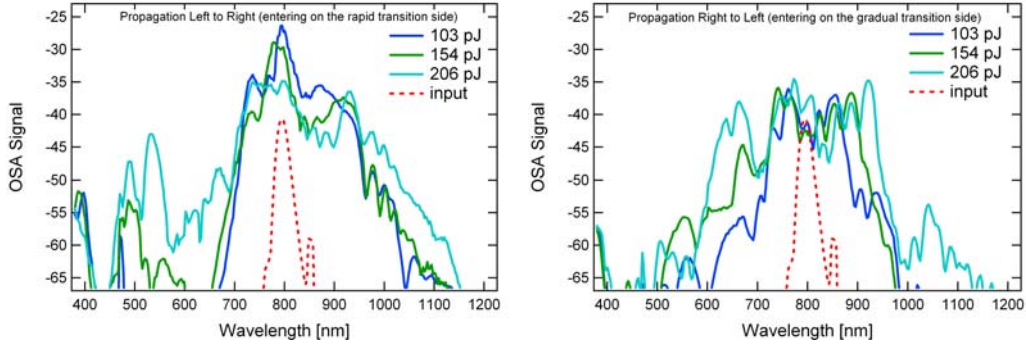 Propagation Left to Right (entering on the rapid transition side)
103 pJ
154 pJ
206 pJ
input
OSA Signal
-25
-30
-35
-40
-45
-50
-55
-60
-65
400 500 600 700 800 900 1000 1100 1200
Wavelength [nm]
Propagation Right to Left (entering on the gradual transition side)
103 pJ
154 pJ
206 pJ
input
OSA Signal
-25
-30
-35
-40
-45
-50
-55
-60
-65
400 500 600 700 800 900 1000 1100 1200
Wavelength [nm]